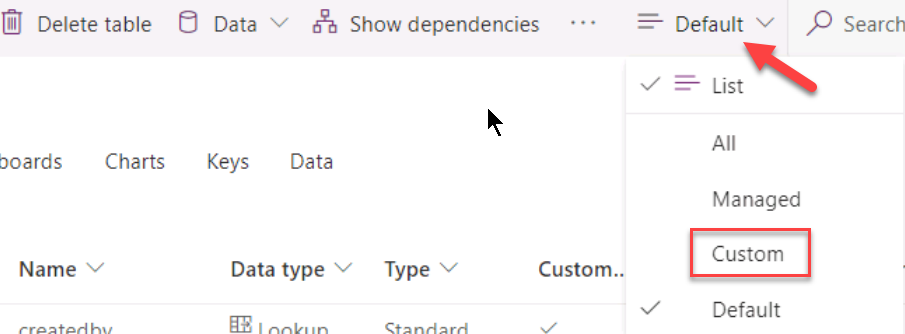 Delete table Data Show dependencies ... Default Search
List
All
boards Charts Keys Data
Managed
Custom
Name Data type Type Custom..
Default
createdby Lookup Standard